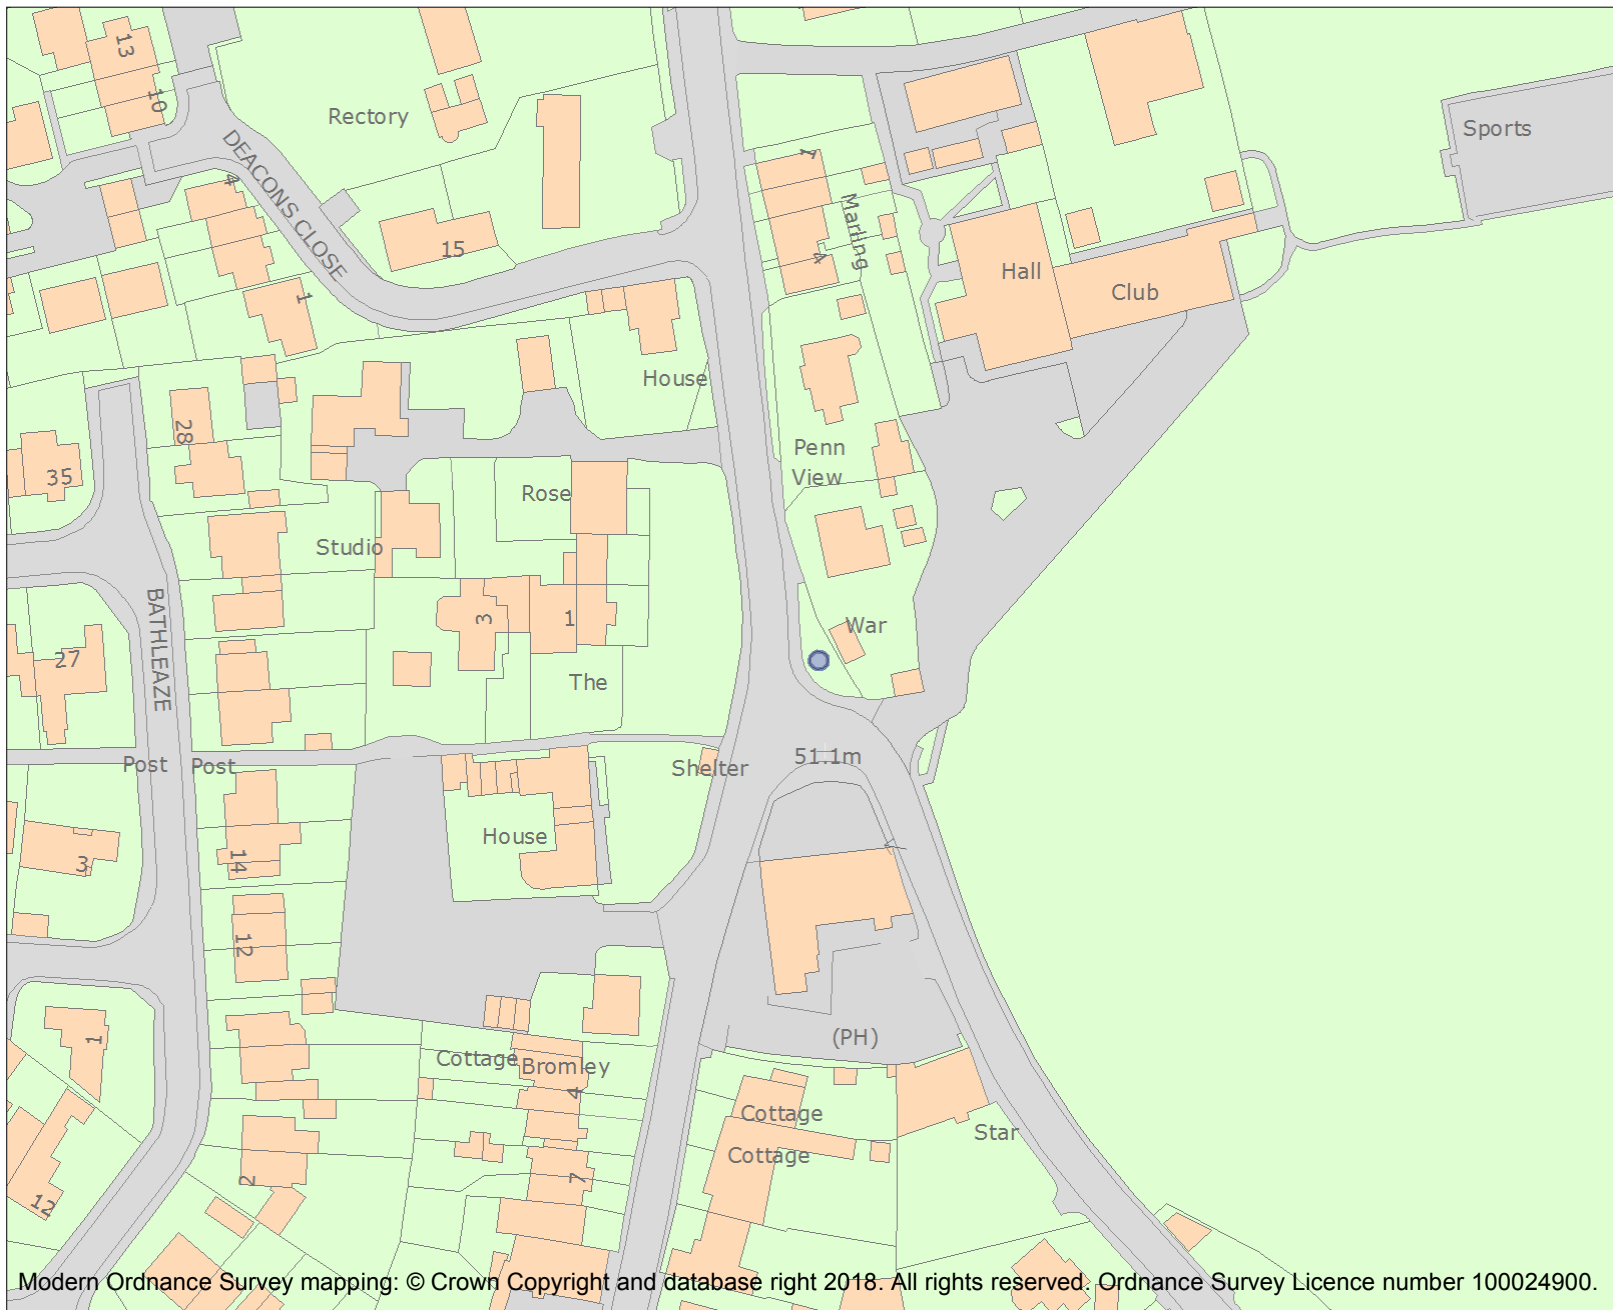 13
10
Rectory
DEACONS CLOSE
4
15
1
1
Marling
4
Sports
Hall
Club
House
28
35
Penn
View
Rose
Studio
BATHLEAZE
3
1
War
27
The
Post
Post
Shelter
51.1m
House
14
3
12
(PH)
1
Cottage
Bromley
4
Cottage
Cottage
Star
7
2
12
Modern Ordnance Survey mapping: © Crown Copyright and database right 2018. All rights reserved. Ordnance Survey Licence number 100024900.